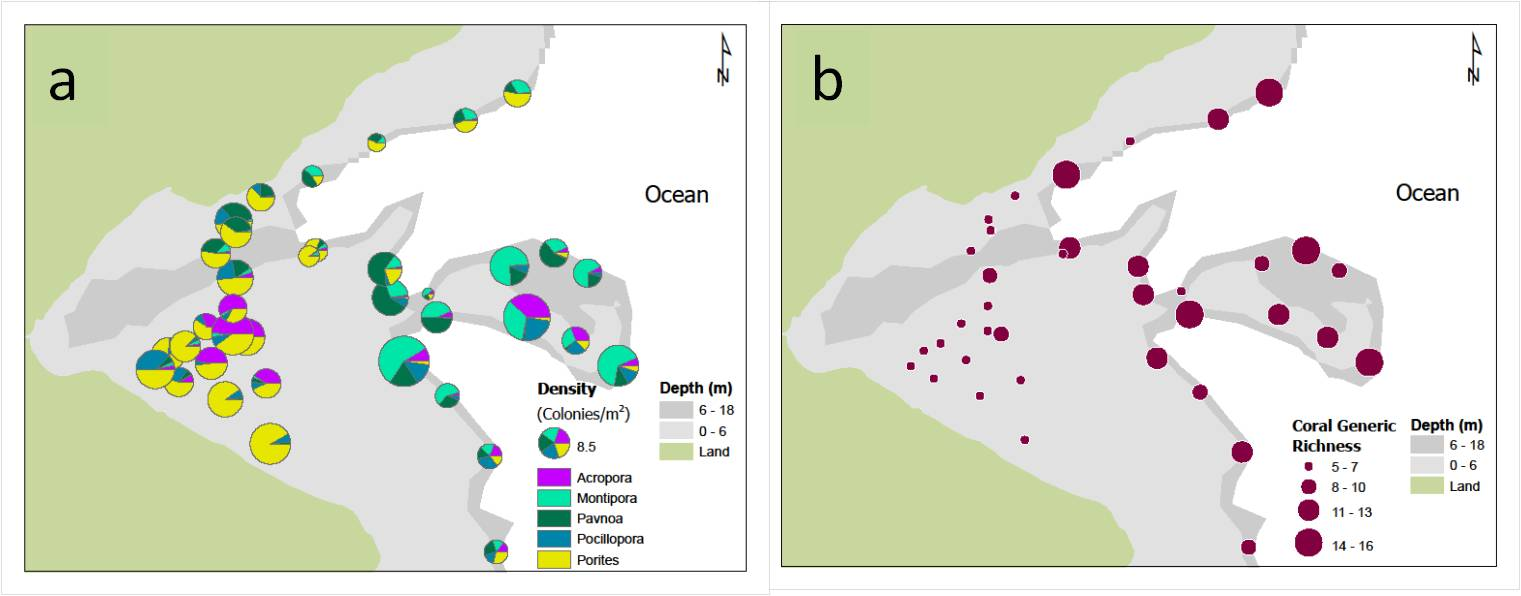 a
N
Ocean
Density
(Colonies/m²)
8.5
Acropora
Montipora
Pavnoa
Pocillopora
Porites
Depth (m)
6 - 18
0 - 6
Land
b
N
Ocean
Coral Generic
Richness
5 - 7
8 - 10
11 - 13
14 - 16
Depth (m)
6 - 18
0 - 6
Land